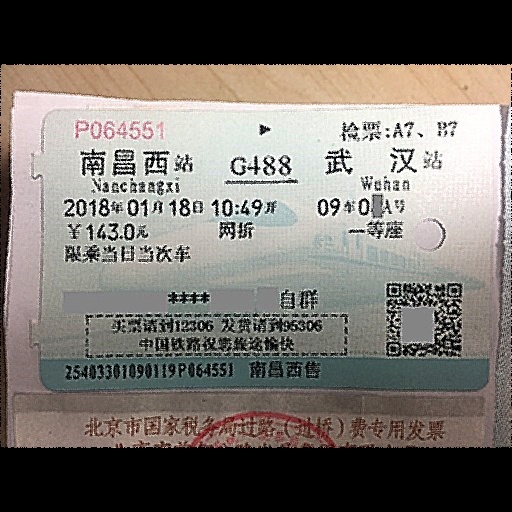 P064551 检票:A7、B7
南昌西站 G488 武汉站
Nanchangxi Wuhan
2018年01月18日 10:49开 09车0A号
￥143.0元 网折 一等座
限乘当日当次车
**** 自群
买票请到12306 发货请到95306
中国铁路祝您旅途愉快
25403301090119P064551 南昌西售
北京市国家税务局过路(过桥)费专用发票